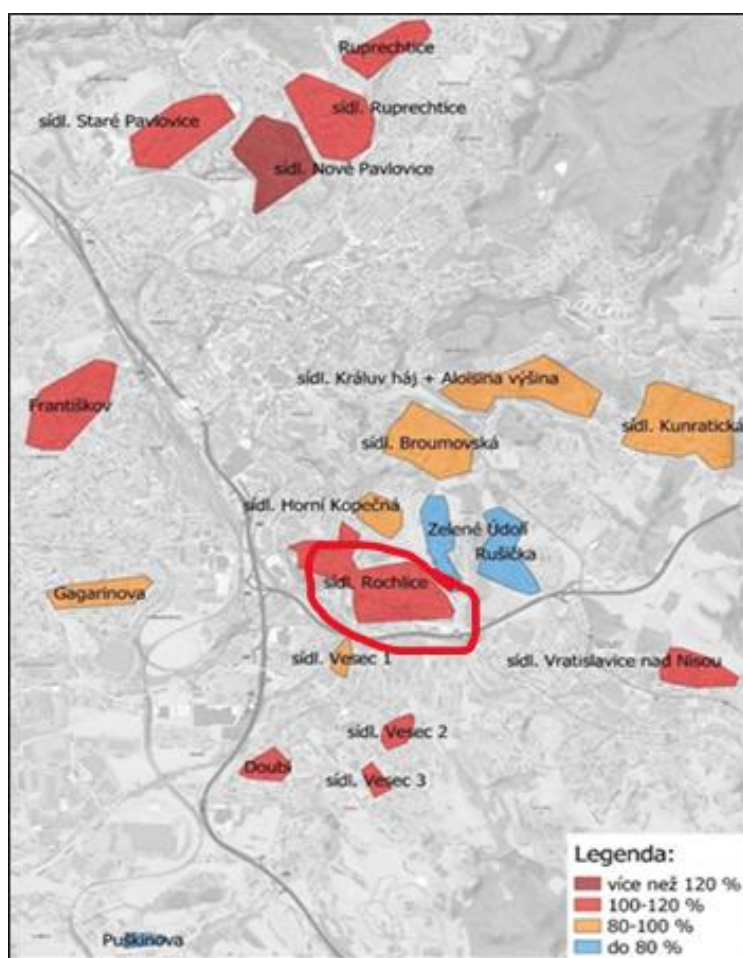 Ruprechtice
sídl. Ruprechtice
sídl. Staré Pavlovice
sídl. Nové Pavlovice
sídl. Králuv háj + Aloisina výšina
Františkov
sídl. Kunratická
sídl. Broumovská
sídl. Horní Kopečná
Zelené Údolí
Rušička
sídl. Rochlice
Gagarinova
sídl. Vesec 1
sídl. Vratislavice nad Nisou
sídl. Vesec 2
Doubí
sídl. Vesec 3
Puškinova
Legenda:
více než 120 %
100-120 %
80-100 %
do 80 %